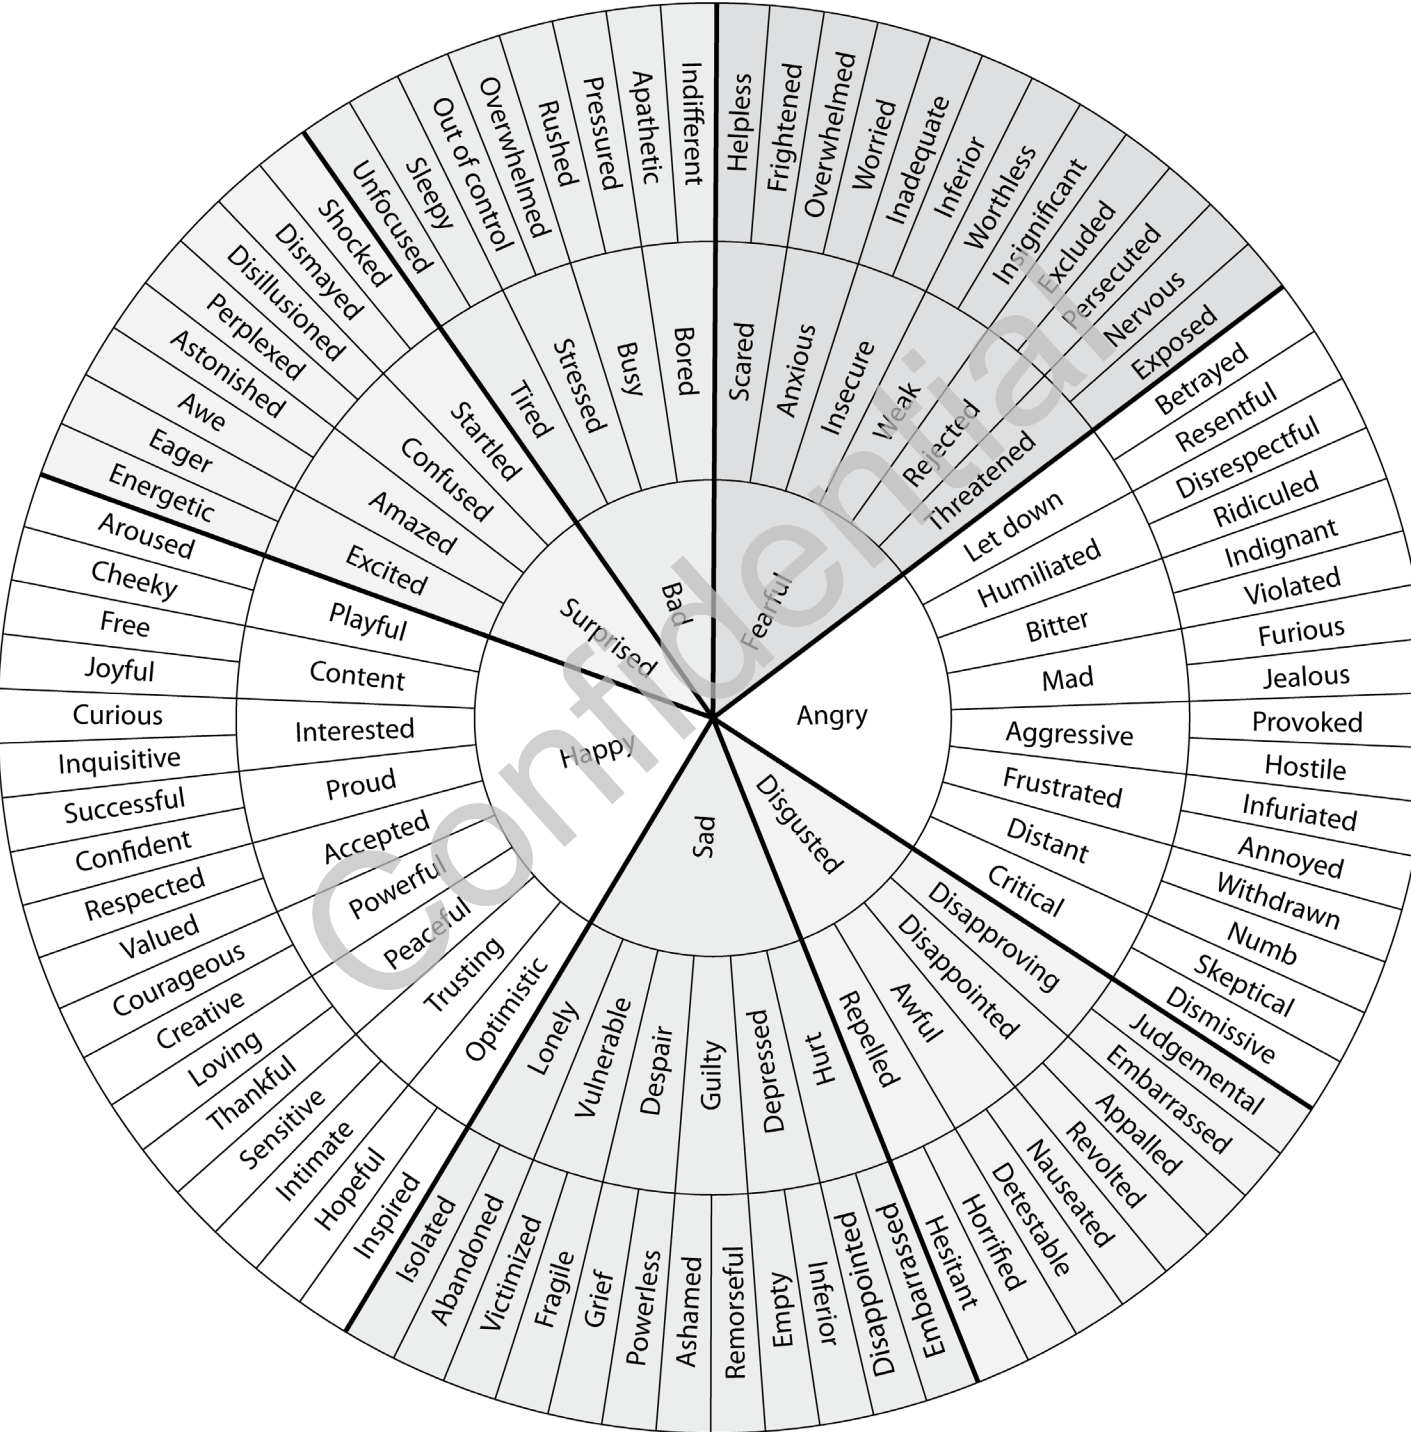 Confidential
Fearful
Scared
Helpless
Frightened
Anxious
Overwhelmed
Worried
Insecure
Inadequate
Inferior
Weak
Worthless
Insignificant
Rejected
Excluded
Persecuted
Threatened
Nervous
Exposed
Angry
Let down
Betrayed
Resentful
Humiliated
Disrespectful
Ridiculed
Bitter
Indignant
Violated
Mad
Furious
Jealous
Aggressive
Provoked
Hostile
Frustrated
Infuriated
Annoyed
Distant
Withdrawn
Numb
Critical
Skeptical
Dismissive
Disgusted
Disapproving
Judgemental
Embarrassed
Disappointed
Appalled
Revolted
Awful
Nauseated
Detestable
Repelled
Horrified
Hesitant
Sad
Hurt
Embarrassed
Disappointed
Depressed
Inferior
Empty
Guilty
Remorseful
Ashamed
Despair
Powerless
Grief
Vulnerable
Fragile
Victimized
Lonely
Abandoned
Isolated
Happy
Optimistic
Inspired
Hopeful
Trusting
Intimate
Sensitive
Peaceful
Thankful
Loving
Powerful
Creative
Courageous
Accepted
Valued
Respected
Proud
Confident
Successful
Interested
Inquisitive
Curious
Content
Joyful
Free
Playful
Cheeky
Aroused
Surprised
Excited
Energetic
Eager
Amazed
Awe
Astonished
Confused
Perplexed
Disillusioned
Startled
Dismayed
Shocked
Bad
Tired
Unfocused
Sleepy
Stressed
Out of control
Overwhelmed
Busy
Rushed
Pressured
Bored
Apathetic
Indifferent